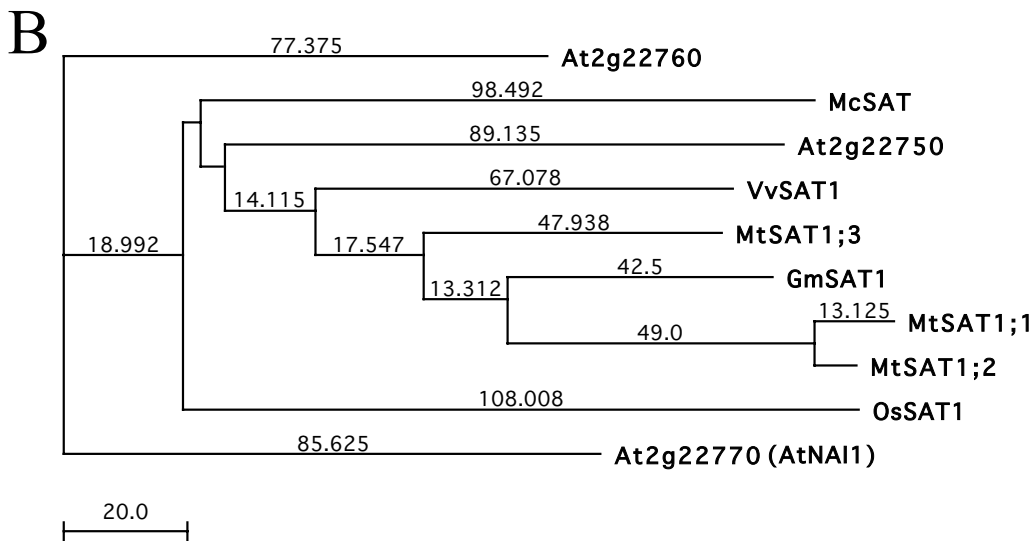 B
77.375
At2g22760
98.492
McSAT
89.135
At2g22750
67.078
VvSAT1
14.115
47.938
MtSAT1;3
18.992
17.547
42.5
GmSAT1
13.312
13.125
MtSAT1;1
49.0
MtSAT1;2
108.008
OsSAT1
85.625
At2g22770 (AtNAI1)
20.0